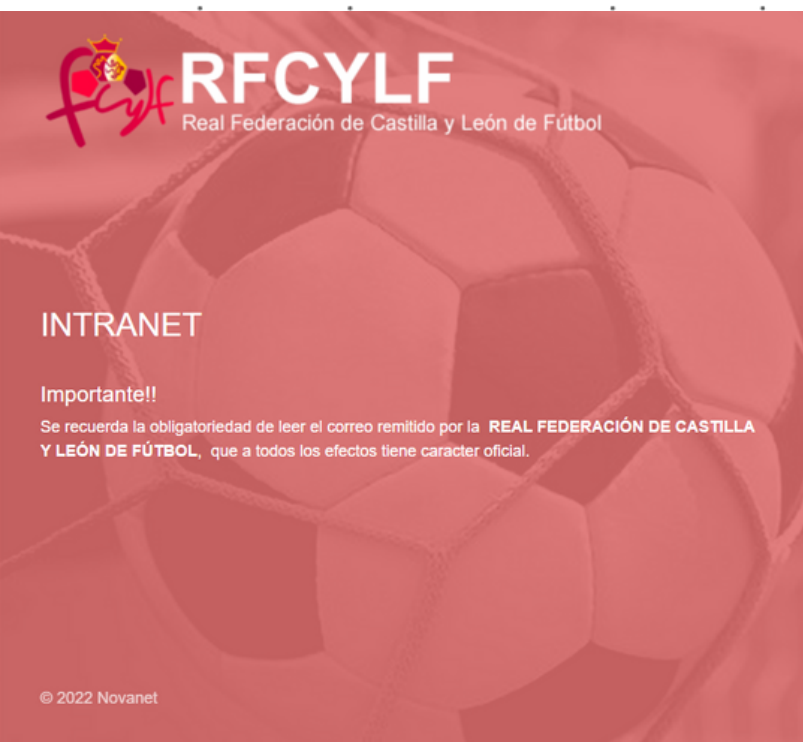 fcylf
RFCYLF
Real Federación de Castilla y León de Fútbol
INTRANET
Importante!!
Se recuerda la obligatoriedad de leer el correo remitido por la REAL FEDERACIÓN DE CASTILLA
Y LEÓN DE FÚTBOL, que a todos los efectos tiene caracter oficial.
© 2022 Novanet